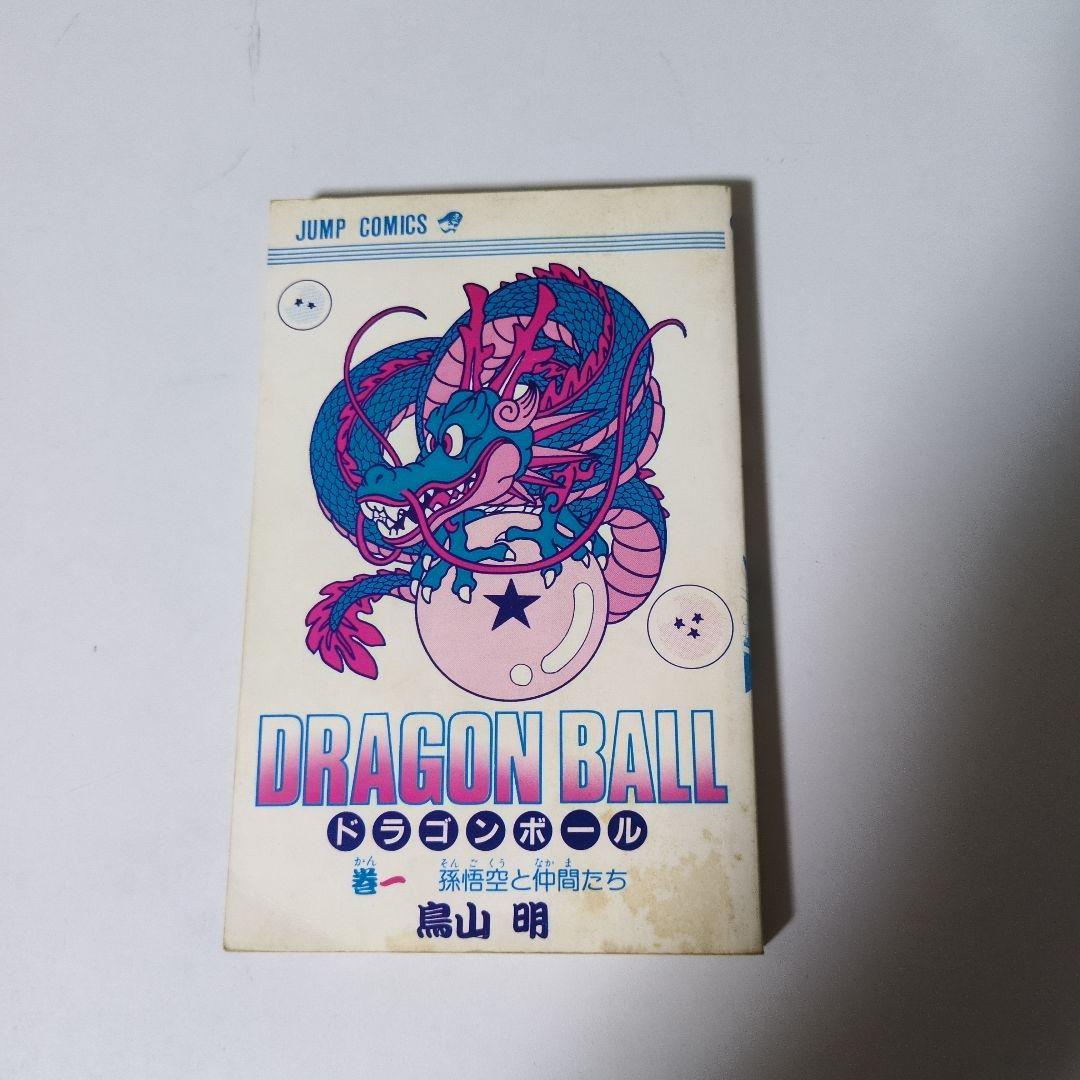 JUMP COMICS
DRAGON BALL
ドラゴンボール
かん そんごくう なかま
巻一 孫悟空と仲間たち
鳥山 明